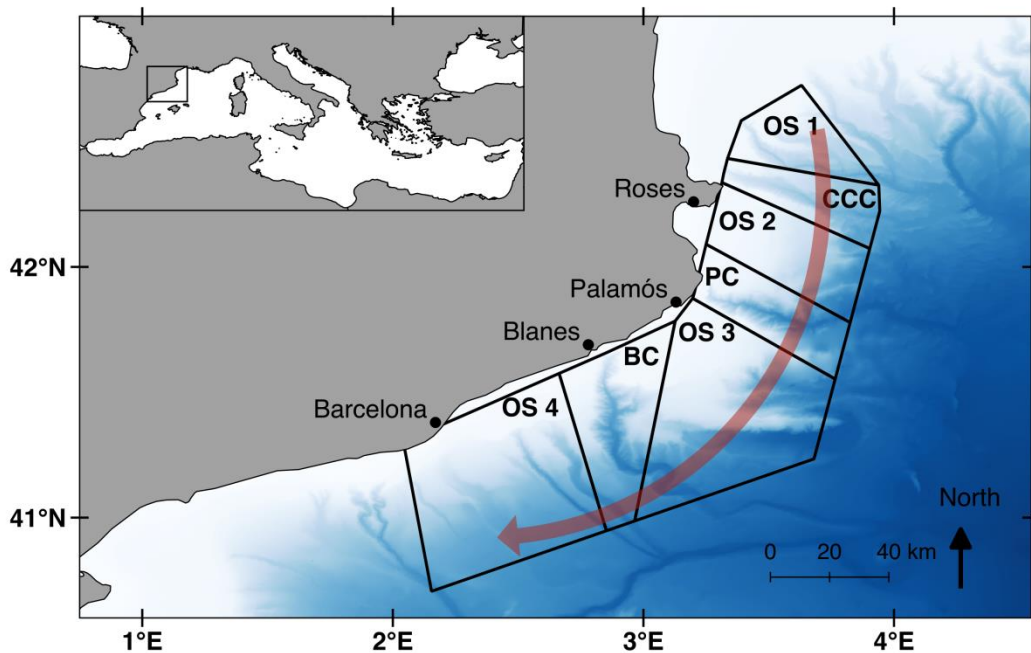 OS 1
Roses
CCC
OS 2
42°N
PC
Palamós
Blanes
OS 3
BC
Barcelona
OS 4
41°N
North
0 20 40 km
1°E 2°E 3°E 4°E